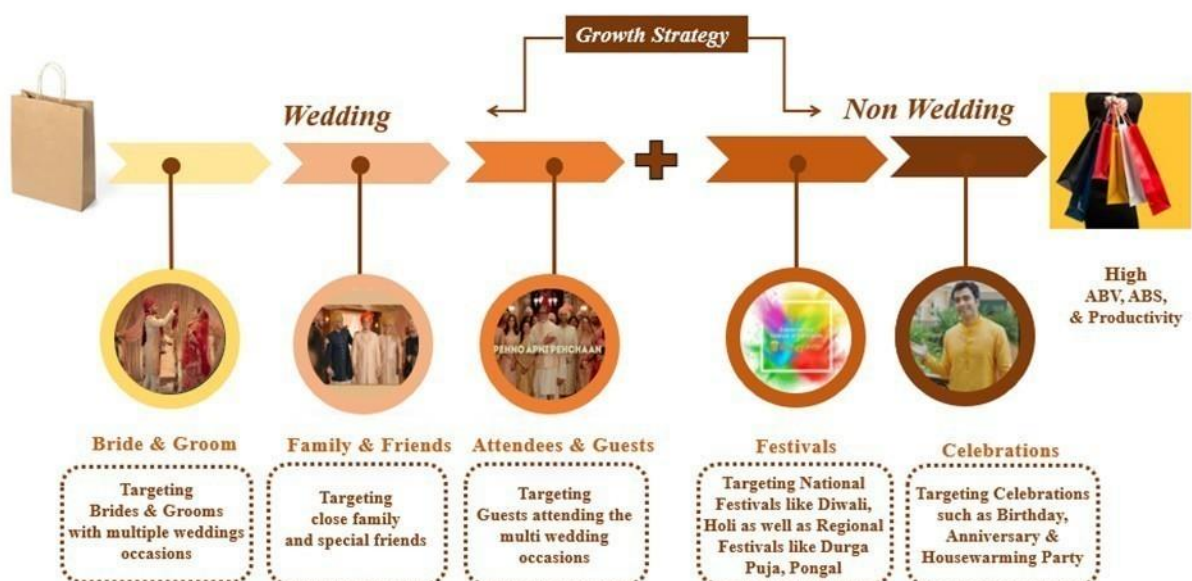 Growth Strategy
Wedding
Non Wedding
High
ABV, ABS,
& Productivity
PEHNO APNI PEHCHAAN
Bride & Groom
Targeting
Brides & Grooms
with multiple weddings
occasions
Family & Friends
Targeting
close family
and special friends
Attendees & Guests
Targeting
Guests attending the
multi wedding
occasions
Festivals
Targeting National
Festivals like Diwali,
Holi as well as Regional
Festivals like Durga
Puja, Pongal
Celebrations
Targeting Celebrations
such as Birthday,
Anniversary &
Housewarming Party